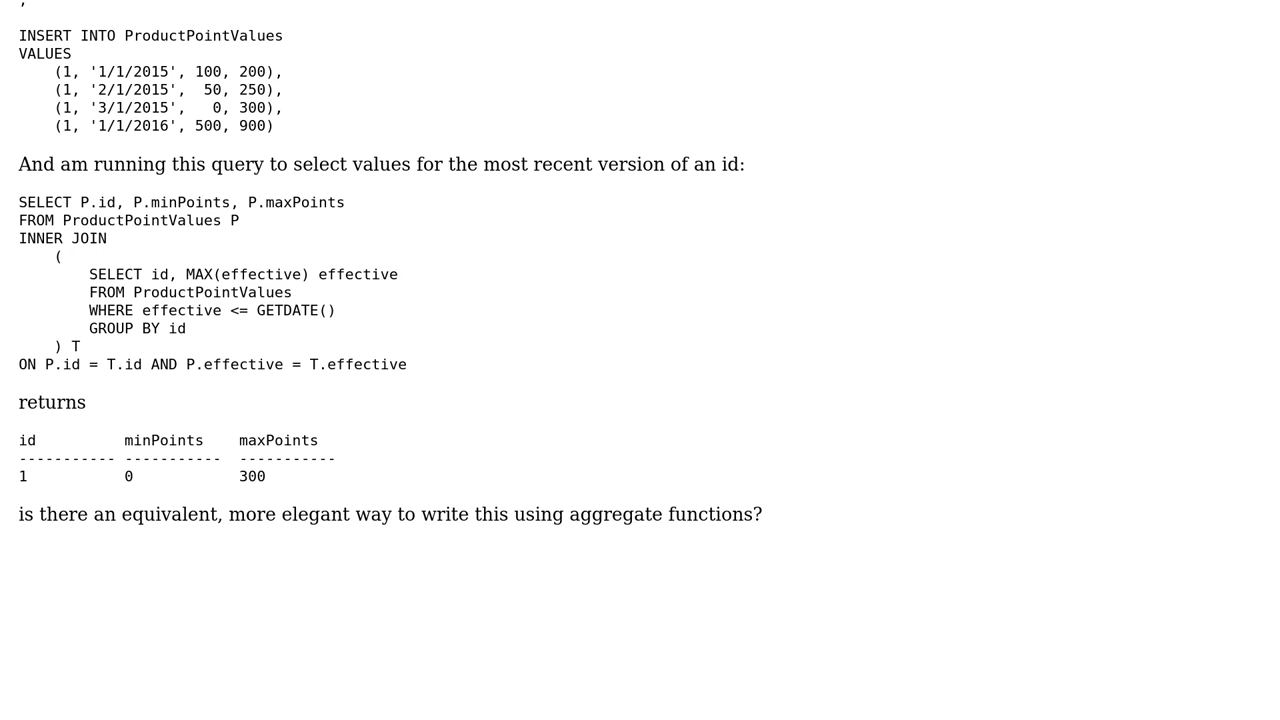 INSERT INTO ProductPointValues
VALUES
    (1, '1/1/2015', 100, 200),
    (1, '2/1/2015',  50, 250),
    (1, '3/1/2015',   0, 300),
    (1, '1/1/2016', 500, 900)
And am running this query to select values for the most recent version of an id:
SELECT P.id, P.minPoints, P.maxPoints
FROM ProductPointValues P
INNER JOIN
    (
        SELECT id, MAX(effective) effective
        FROM ProductPointValues
        WHERE effective <= GETDATE()
        GROUP BY id
    ) T
ON P.id = T.id AND P.effective = T.effective
returns
id          minPoints    maxPoints
----------- -----------  -----------
1           0            300
is there an equivalent, more elegant way to write this using aggregate functions?